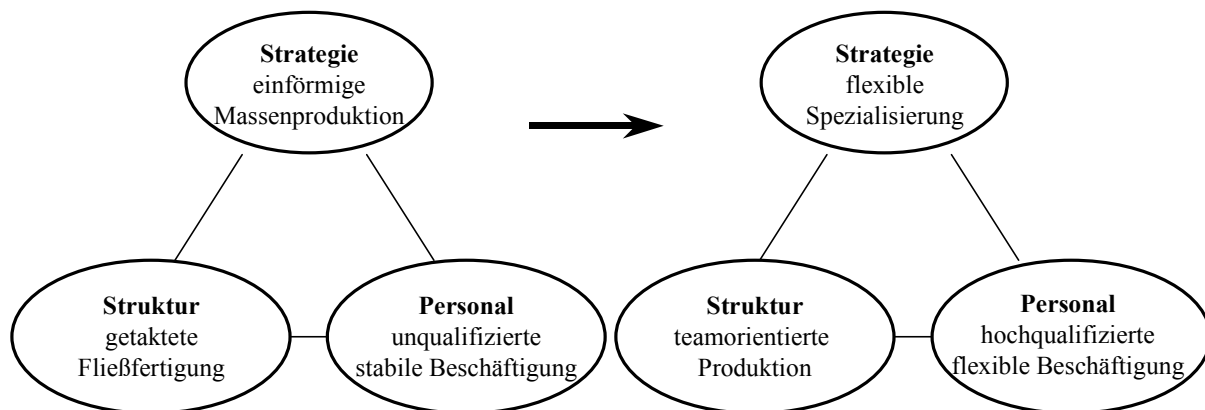 Strategie
einförmige
Massenproduktion
Strategie
flexible
Spezialisierung
Struktur
getaktete
Fließfertigung
Personal
unqualifizierte
stabile Beschäftigung
Struktur
teamorientierte
Produktion
Personal
hochqualifizierte
flexible Beschäftigung